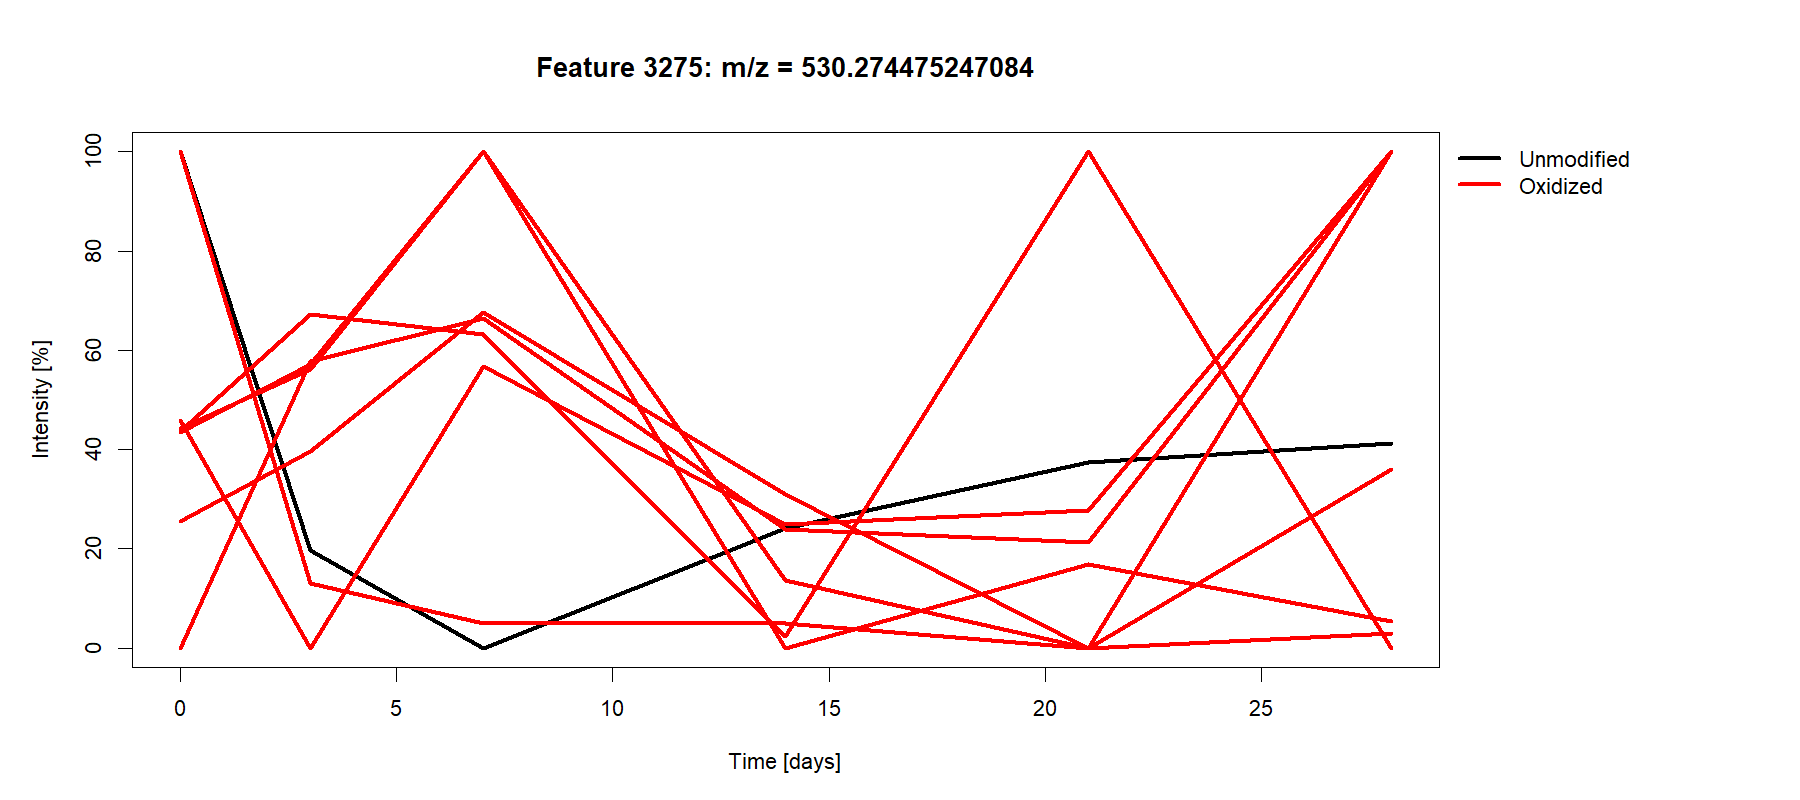 Feature 3275: m/z = 530.274475247084
Unmodified
Oxidized
Intensity [%]
100
80
60
40
20
0
0 5 10 15 20 25
Time [days]